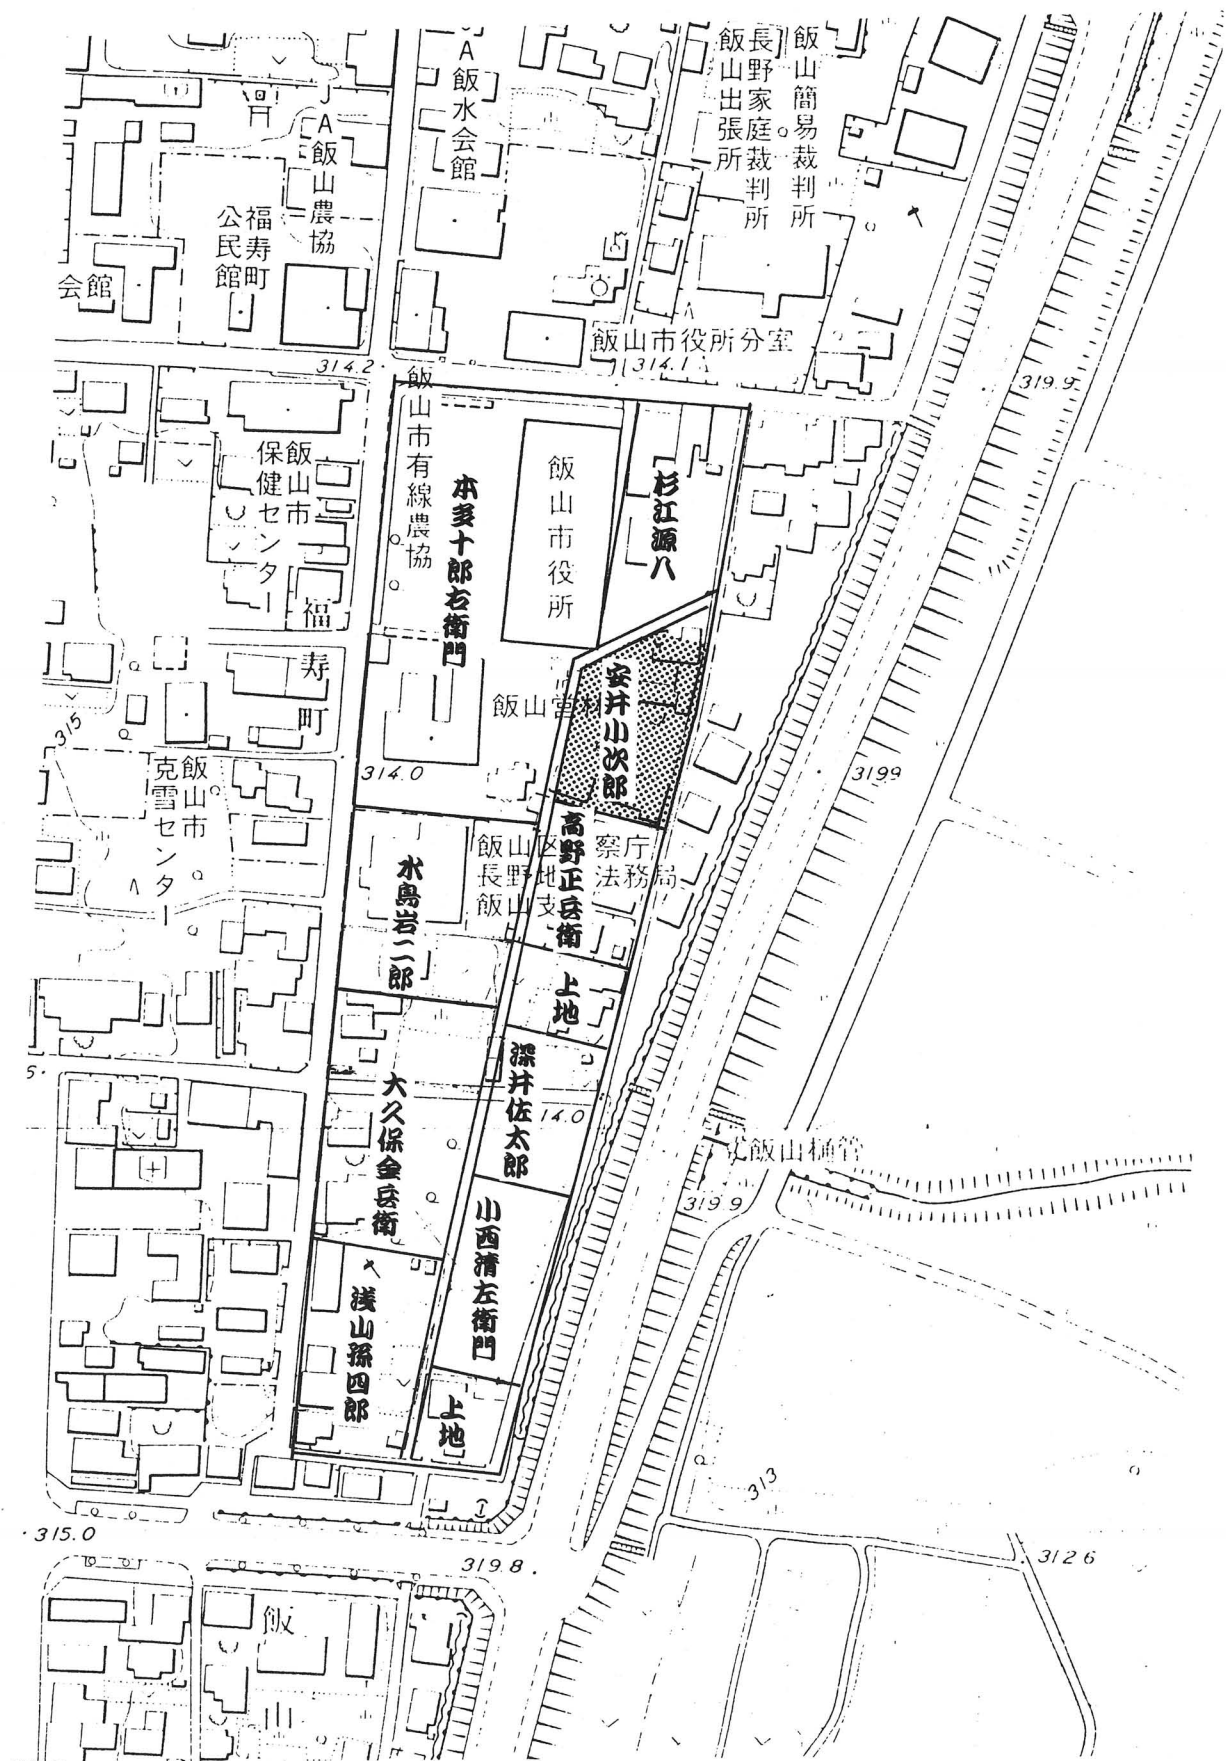 JA飯水会館
飯山簡易裁判所
長野家庭裁判所
飯山出張所
JA飯山農協
福寿町
公民館
会館
飯山市役所分室
314.2
314.1
319.9
飯山市有線農協
飯山市
保健センター
本多十郎右衛門
飯山市役所
杉江源八
福寿町
安井小次郎
飯山営林
315
314.0
3199
飯山市
克雪センター
飯山区 察庁
長野地 法務局
飯山支
高野正兵衛
水島岩二郎
上地
5.
深井佐太郎
大久保金兵衛
14.0
飯山樋管
319.9
小西清左衛門
浅山孫四郎
上地
313
315.0
319.8
312.6
飯
山